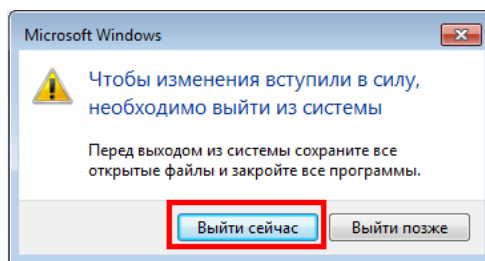 Microsoft Windows
Чтобы изменения вступили в силу,
необходимо выйти из системы
Перед выходом из системы сохраните все
открытые файлы и закройте все программы.
Выйти сейчас
Выйти позже